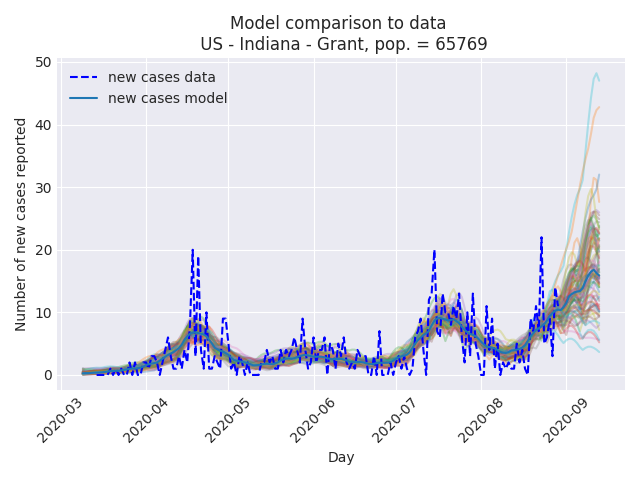 Model comparison to data
US - Indiana - Grant, pop. = 65769
new cases data
new cases model
Number of new cases reported
50
40
30
20
10
0
2020-03
2020-04
2020-05
2020-06
2020-07
2020-08
2020-09
Day